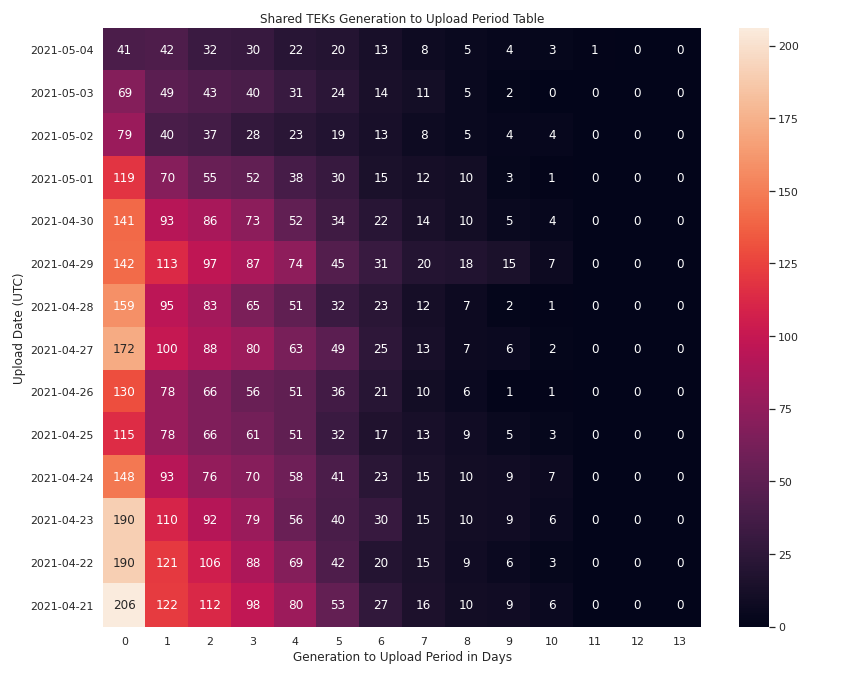 Shared TEKs Generation to Upload Period Table
2021-05-04 41 42 32 30 22 20 13 8 5 4 3 1 0 0
2021-05-03 69 49 43 40 31 24 14 11 5 2 0 0 0 0
2021-05-02 79 40 37 28 23 19 13 8 5 4 4 0 0 0
2021-05-01 119 70 55 52 38 30 15 12 10 3 1 0 0 0
2021-04-30 141 93 86 73 52 34 22 14 10 5 4 0 0 0
2021-04-29 142 113 97 87 74 45 31 20 18 15 7 0 0 0
2021-04-28 159 95 83 65 51 32 23 12 7 2 1 0 0 0
2021-04-27 172 100 88 80 63 49 25 13 7 6 2 0 0 0
2021-04-26 130 78 66 56 51 36 21 10 6 1 1 0 0 0
2021-04-25 115 78 66 61 51 32 17 13 9 5 3 0 0 0
2021-04-24 148 93 76 70 58 41 23 15 10 9 7 0 0 0
2021-04-23 190 110 92 79 56 40 30 15 10 9 6 0 0 0
2021-04-22 190 121 106 88 69 42 20 15 9 6 3 0 0 0
2021-04-21 206 122 112 98 80 53 27 16 10 9 6 0 0 0
0 1 2 3 4 5 6 7 8 9 10 11 12 13
Generation to Upload Period in Days
Upload Date (UTC)
200
175
150
125
100
75
50
25
0